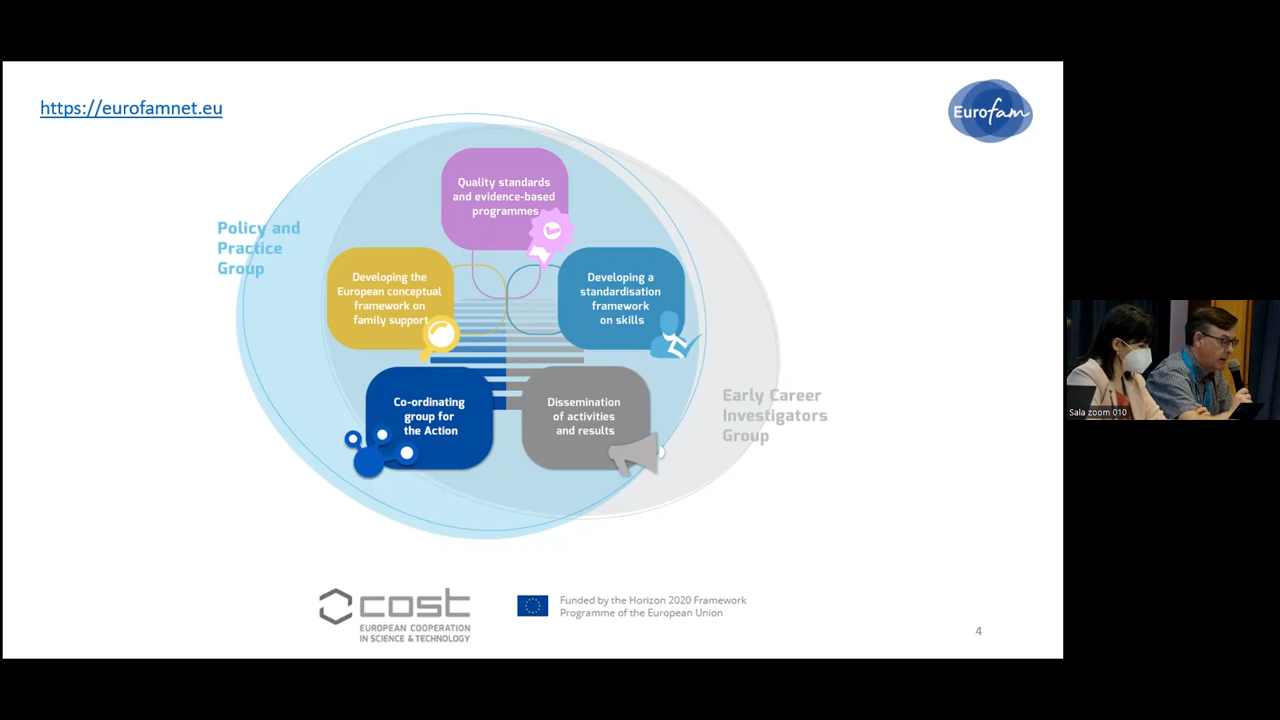 https://eurofamnet.eu
Eurofam
Quality standards
and evidence-based
programmes
Policy and
Practice
Group
Developing the
European conceptual
framework on
family support
Developing a
standardisation
framework
on skills
Co-ordinating
group for
the Action
Dissemination
of activities
and results
Early Career
Investigators
Group
Sala zoom 010
cost
EUROPEAN COOPERATION
IN SCIENCE & TECHNOLOGY
Funded by the Horizon 2020 Framework
Programme of the European Union
4